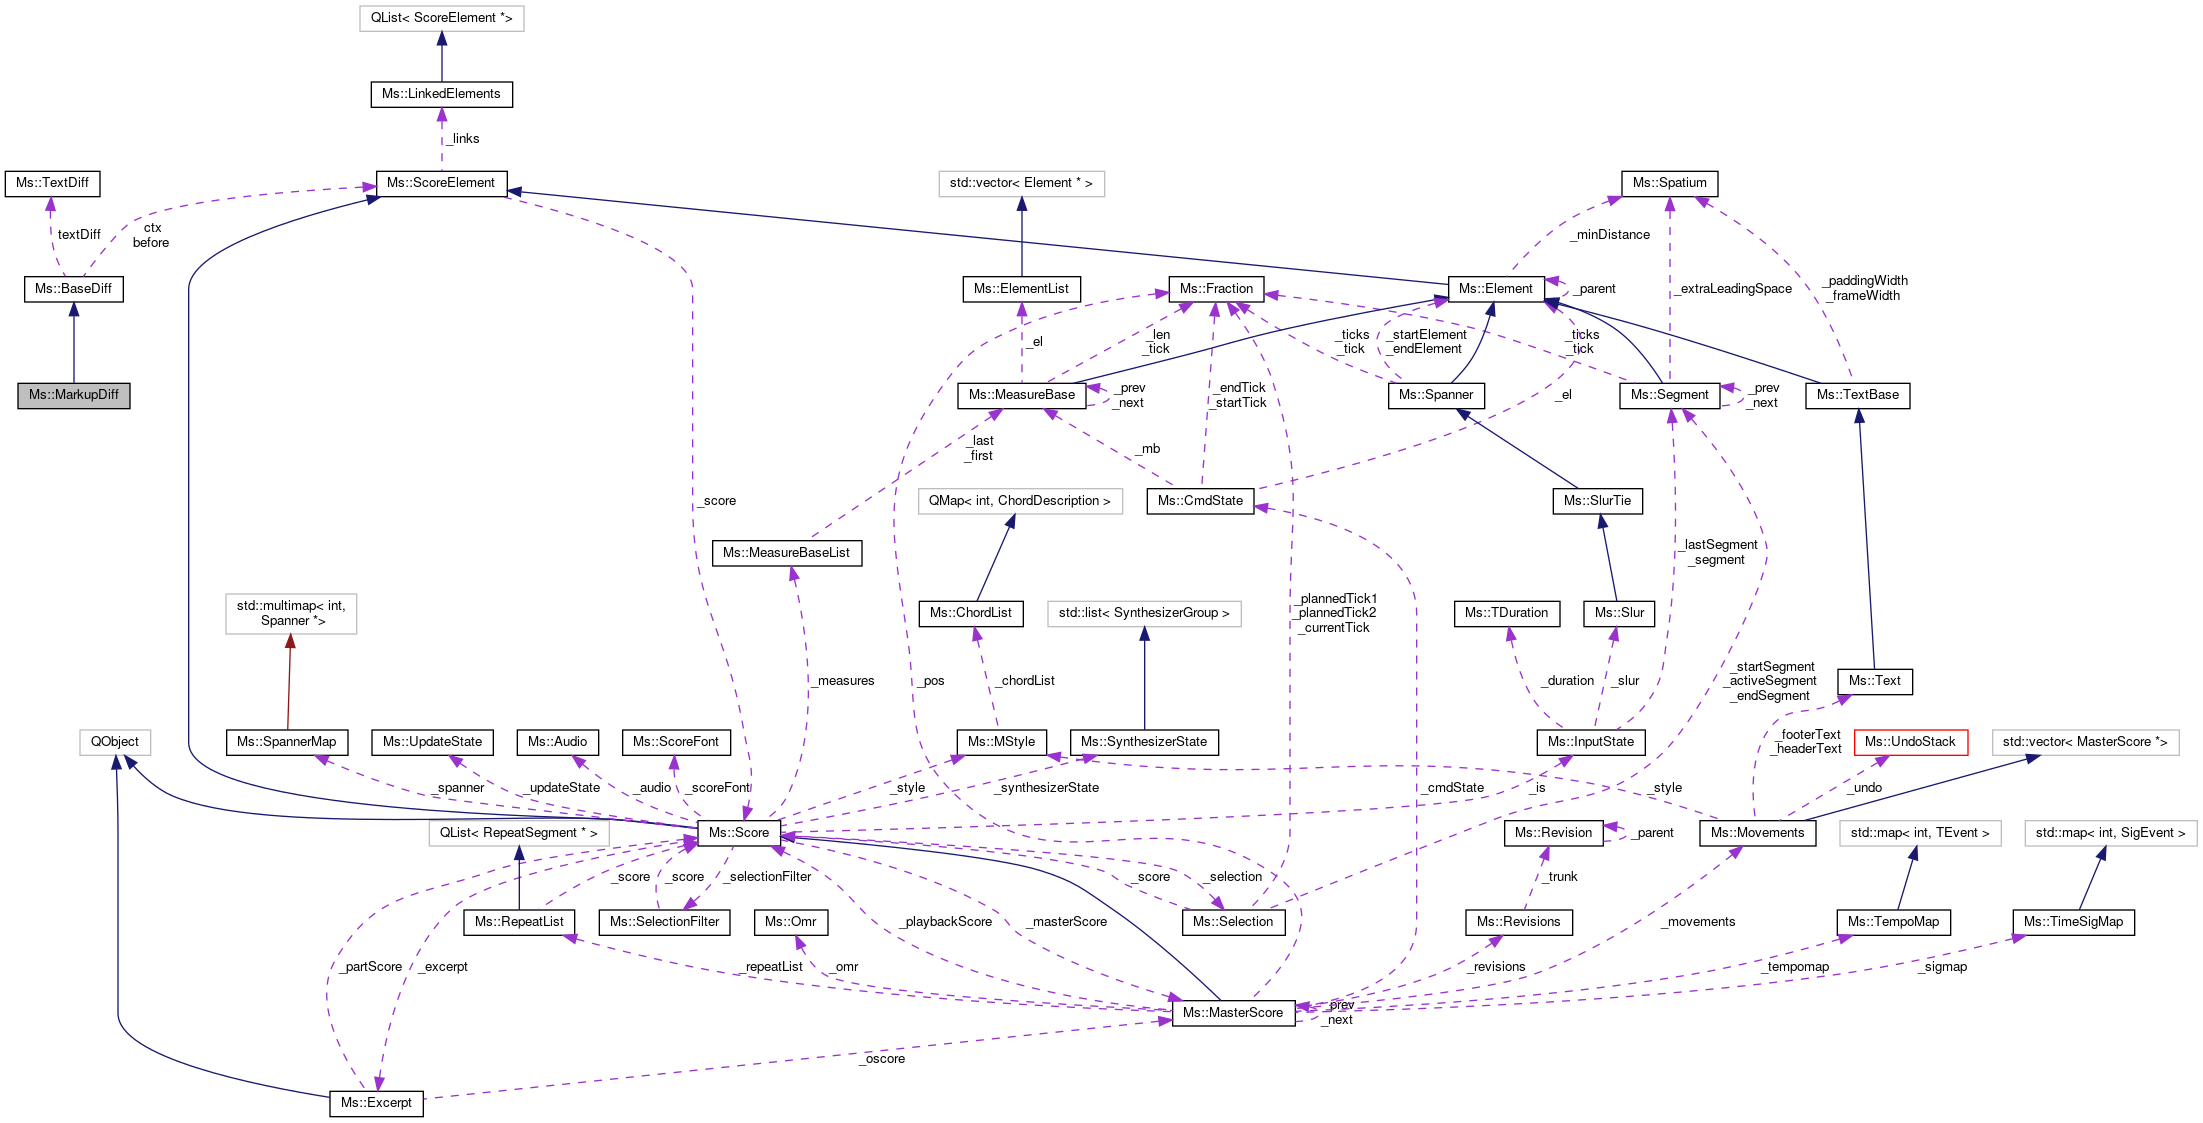 QList< ScoreElement *>
Ms::LinkedElements
_links
Ms::TextDiff
Ms::ScoreElement
std::vector< Element * >
Ms::Spatium
textDiff
ctx
before
_minDistance
Ms::BaseDiff
Ms::ElementList
Ms::Fraction
Ms::Element
_parent
_extraLeadingSpace
_paddingWidth
_frameWidth
_el
_len
_tick
_ticks
_tick
_startElement
_endElement
_ticks
_tick
Ms::MarkupDiff
Ms::MeasureBase
_prev
_next
_endTick
_startTick
Ms::Spanner
_el
Ms::Segment
_prev
_next
Ms::TextBase
_last
_first
_mb
_score
QMap< int, ChordDescription >
Ms::CmdState
Ms::SlurTie
Ms::MeasureBaseList
_lastSegment
_segment
std::multimap< int,
Spanner *>
Ms::ChordList
std::list< SynthesizerGroup >
_plannedTick1
_plannedTick2
_currentTick
Ms::TDuration
Ms::Slur
_measures
_pos
_chordList
_duration
_slur
_startSegment
_activeSegment
_endSegment
Ms::Text
QObject
Ms::SpannerMap
Ms::UpdateState
Ms::Audio
Ms::ScoreFont
Ms::MStyle
Ms::SynthesizerState
Ms::InputState
_footerText
_headerText
Ms::UndoStack
std::vector< MasterScore *>
_spanner
_updateState
_audio
_scoreFont
_style
_synthesizerState
_cmdState
_is
_style
_undo
QList< RepeatSegment * >
Ms::Score
Ms::Revision
_parent
Ms::Movements
std::map< int, TEvent >
std::map< int, SigEvent >
_score
_score
_selectionFilter
_score
_selection
_trunk
Ms::RepeatList
Ms::SelectionFilter
Ms::Omr
_playbackScore
_masterScore
Ms::Selection
Ms::Revisions
_movements
Ms::TempoMap
Ms::TimeSigMap
_partScore
_excerpt
_repeatList
_omr
_revisions
_tempomap
_sigmap
Ms::MasterScore
_prev
_next
_oscore
Ms::Excerpt